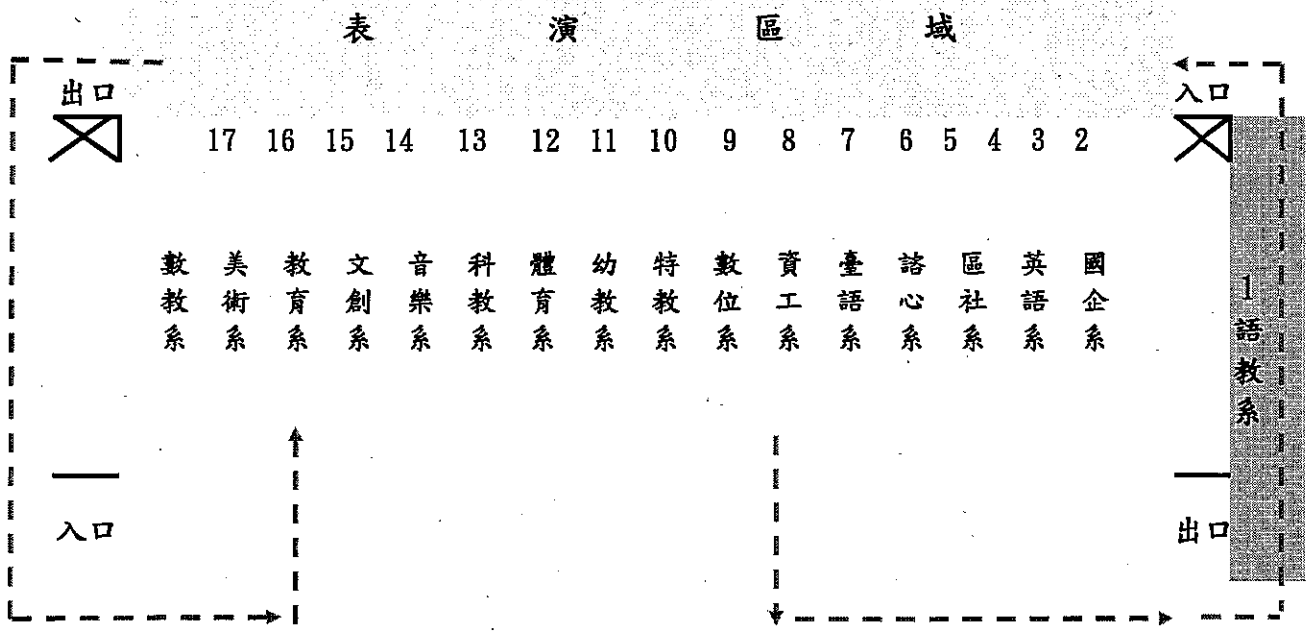 表演區域
出口
入口
17 16 15 14 13 12 11 10 9 8 7 6 5 4 3 2
數教系
美術系
教育系
文創系
音樂系
科教系
體育系
幼教系
特教系
數位系
資工系
臺語系
諮心系
區社系
英語系
國企系
1語教系
入口
出口